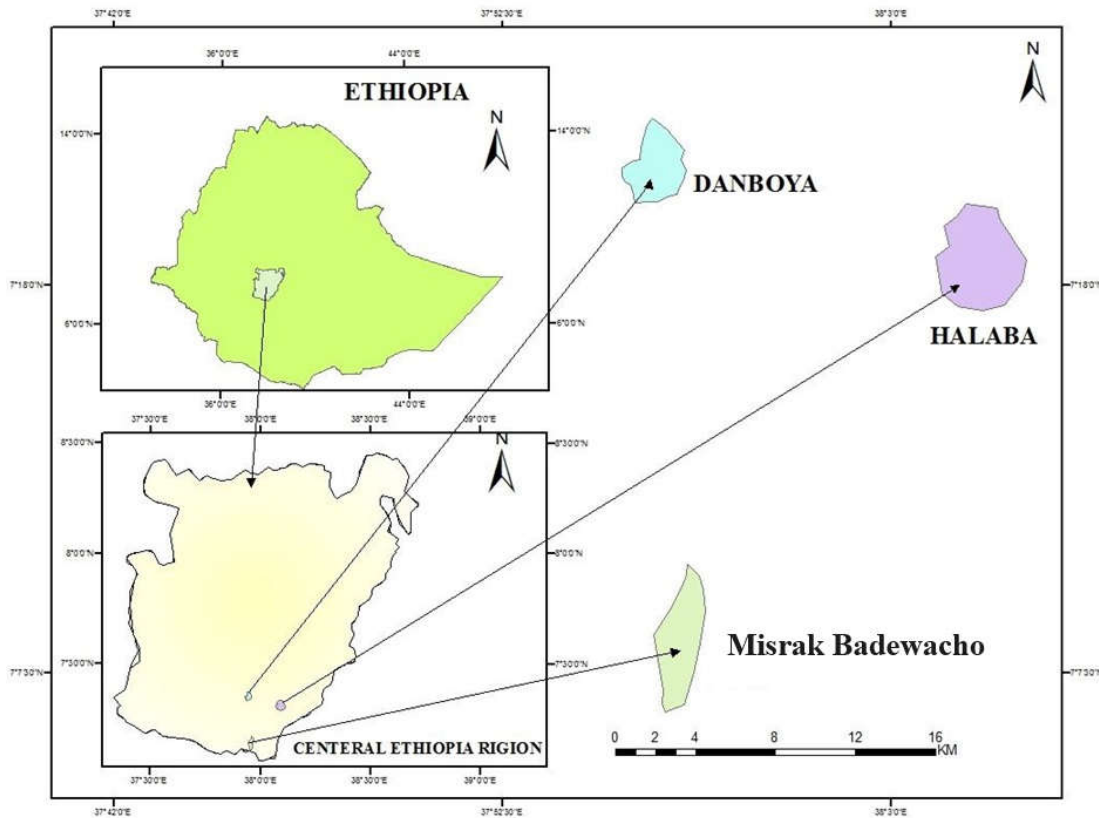 37°42'0"E 37°52'30"E 38°3'0"E
N
36°0'0"E 44°0'0"E
ETHIOPIA
N
14°0'0"N 14°0'0"N
DANBOYA
7°18'0"N 7°18'0"N
HALABA
6°0'0"N 6°0'0"N
36°0'0"E 44°0'0"E
37°30'0"E 38°0'0"E 38°30'0"E 39°0'0"E
N
8°30'0"N 8°30'0"N
8°0'0"N 8°0'0"N
7°30'0"N 7°30'0"N
Misrak Badewacho
7°7'30"N 7°7'30"N
CENTERAL ETHIOPIA RIGION
0 2 4 8 12 16
KM
37°30'0"E 38°0'0"E 38°30'0"E 39°0'0"E
37°42'0"E 37°52'30"E 38°3'0"E